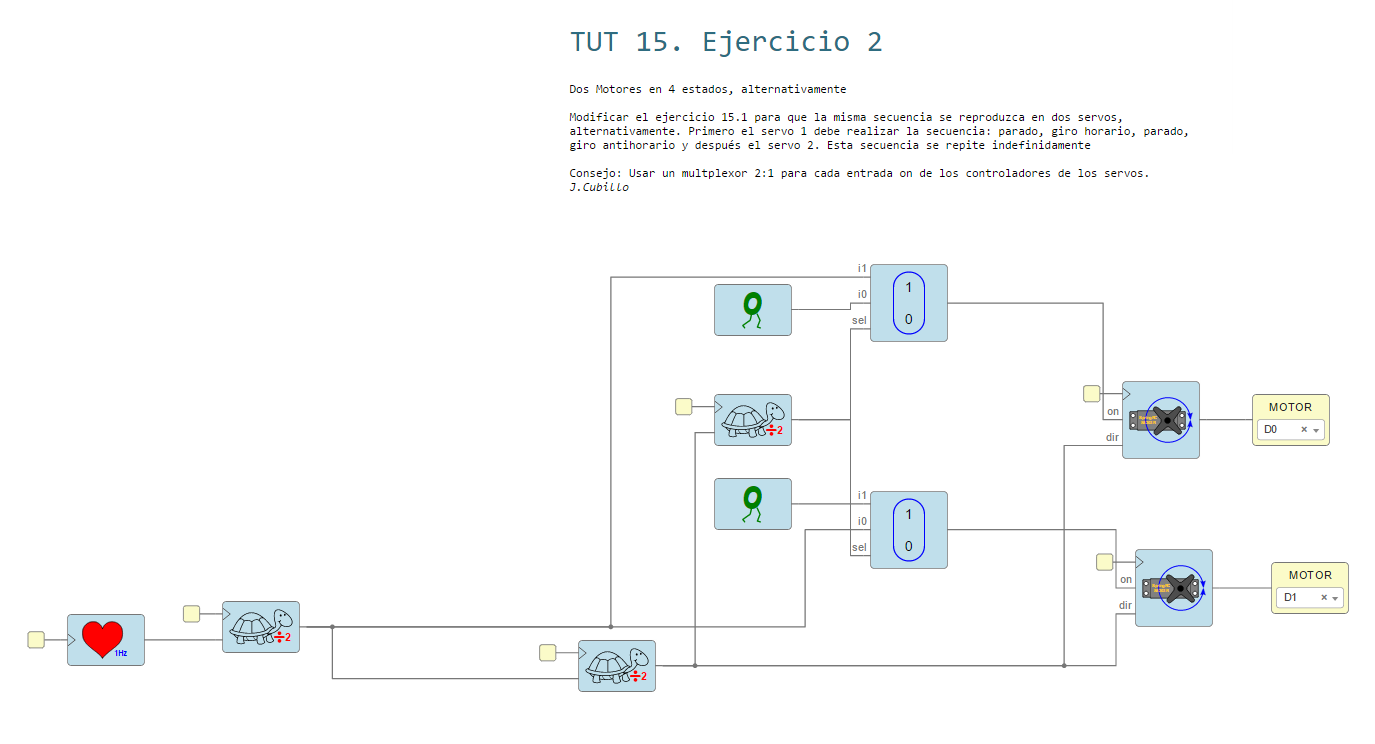 TUT 15. Ejercicio 2
Dos Motores en 4 estados, alternativamente
Modificar el ejercicio 15.1 para que la misma secuencia se reproduzca en dos servos,
alternativamente. Primero el servo 1 debe realizar la secuencia: parado, giro horario, parado,
giro antihorario y después el servo 2. Esta secuencia se repite indefinidamente
Consejo: Usar un multplexor 2:1 para cada entrada on de los controladores de los servos.
J.Cubillo
i1
i0
sel
1
0
÷2
on
dir
MOTOR
D0
i1
i0
sel
1
0
on
dir
MOTOR
D1
1Hz
÷2
÷2